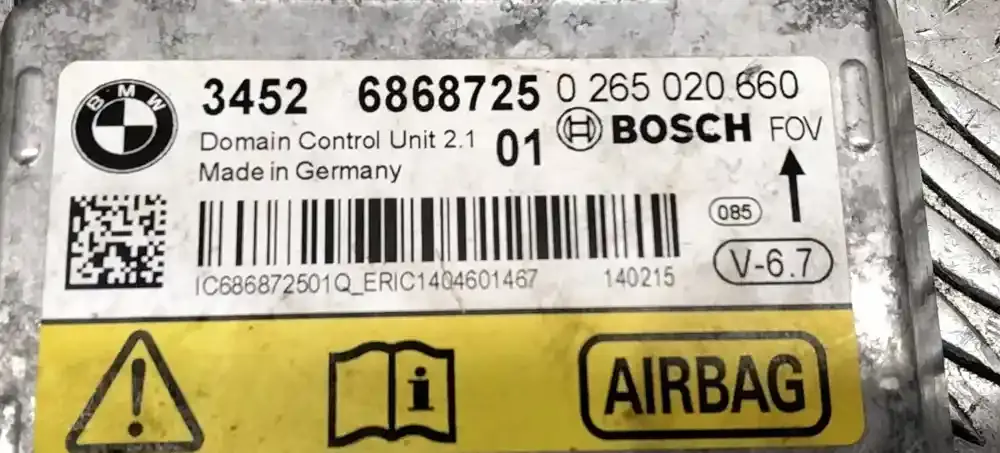 BMW
3452 6868725 0 265 020 660
Domain Control Unit 2.1 01 BOSCH FOV
Made in Germany
085
V-6.7
IC686872501Q_ERIC1404601467 140215
AIRBAG